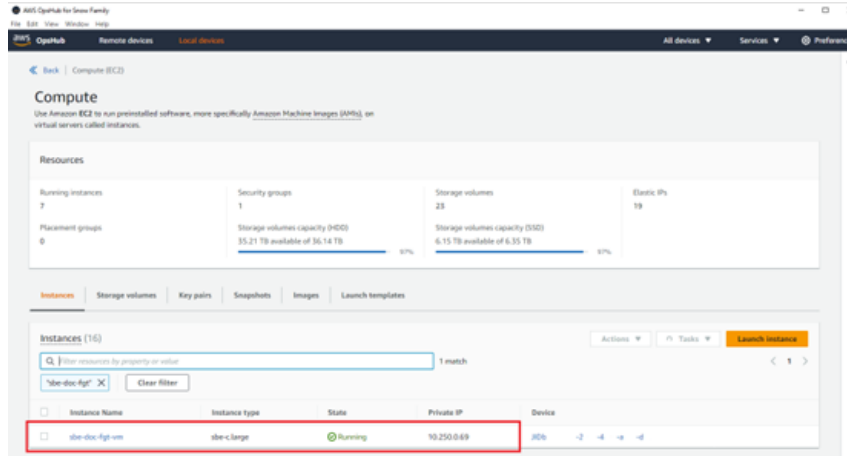 AWS OpsHub for Snow Family
File Edit View Window Help
aws OpsHub Remote devices Local devices All devices ▼ Services ▼ Preferenc
Back | Compute (EC2)
Compute
Use Amazon EC2 to run preinstalled software, more specifically Amazon Machine Images (AMIs), on
virtual servers called instances.
Resources
Running instances Security groups Storage volumes Elastic IPs
7 1 23 19
Placement groups Storage volumes capacity (HDD) Storage volumes capacity (SSD)
0 35.21 TB available of 36.14 TB 6.15 TB available of 6.35 TB
97% 97%
Instances Storage volumes Key pairs Snapshots Images Launch templates
Instances (16) Actions ▼ Tasks ▼ Launch instance
Filter resources by property or value 1 match < 1 >
"sbe-doc-fgt" X Clear filter
Instance Name Instance type State Private IP Device
sbe-doc-fgt-vm sbe-c.large Running 10.250.0.69 -2 -4 -a -d